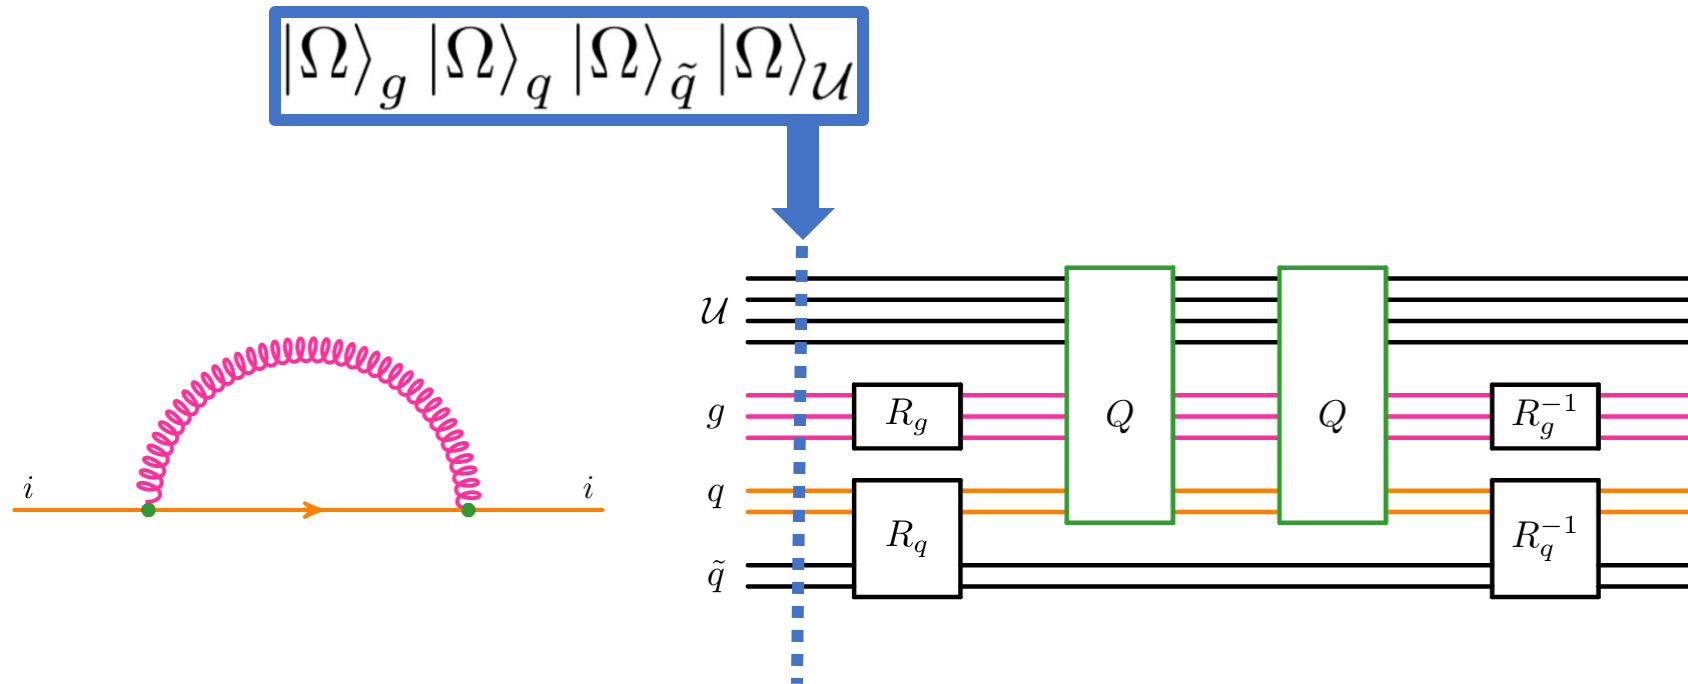 |Ω⟩_g |Ω⟩_q |Ω⟩_q̃ |Ω⟩_𝒰
𝒰
g R_g Q Q R_g^{-1}
i i
q
R_q R_q^{-1}
q̃